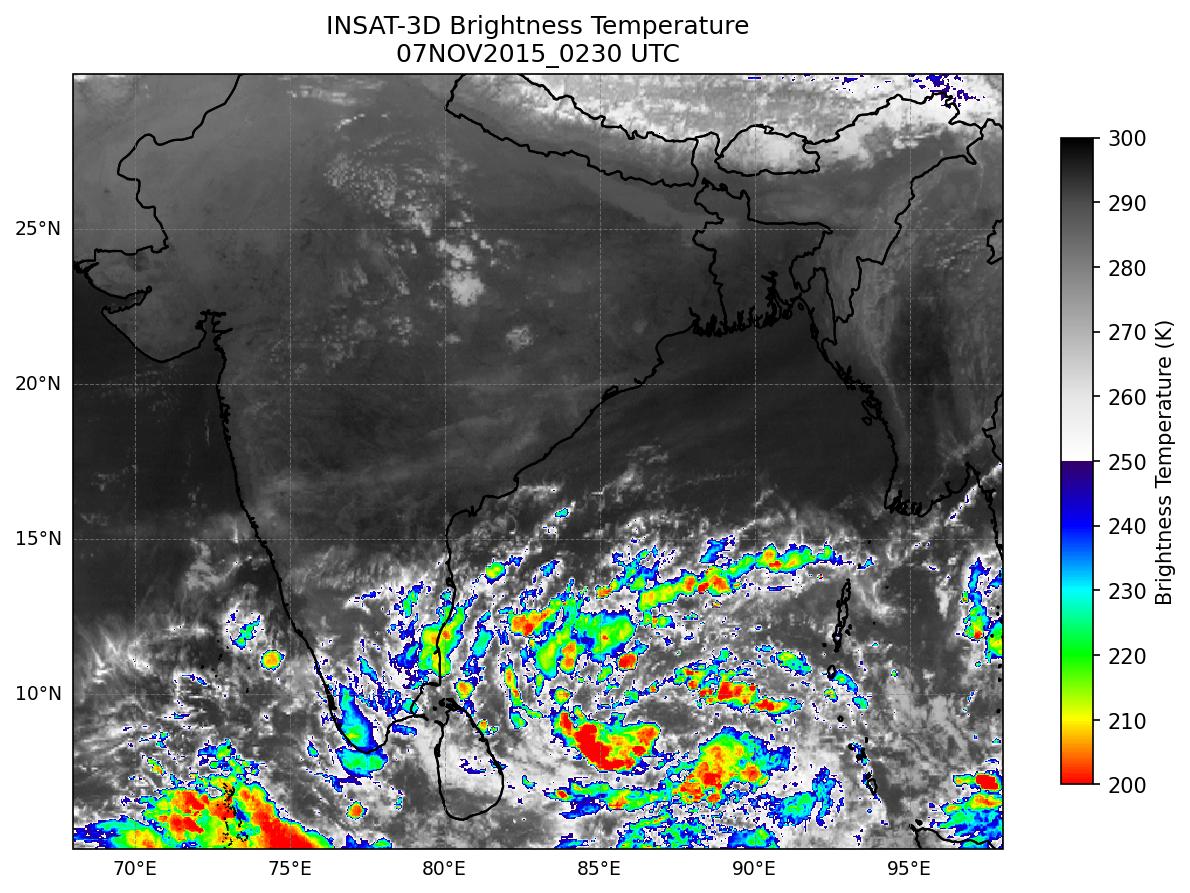 INSAT-3D Brightness Temperature
07NOV2015_0230 UTC
25°N
20°N
15°N
10°N
70°E
75°E
80°E
85°E
90°E
95°E
300
290
280
270
260
250
240
230
220
210
200
Brightness Temperature (K)